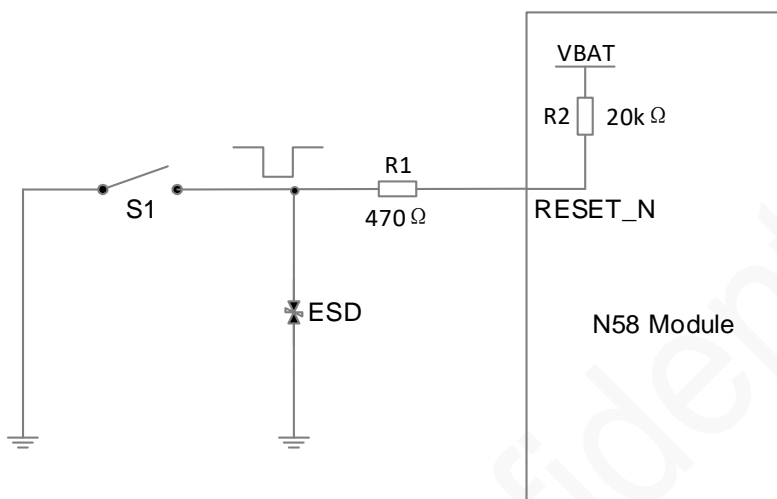 VBAT
R2 20kΩ
R1
S1
470Ω
RESET_N
ESD
N58 Module